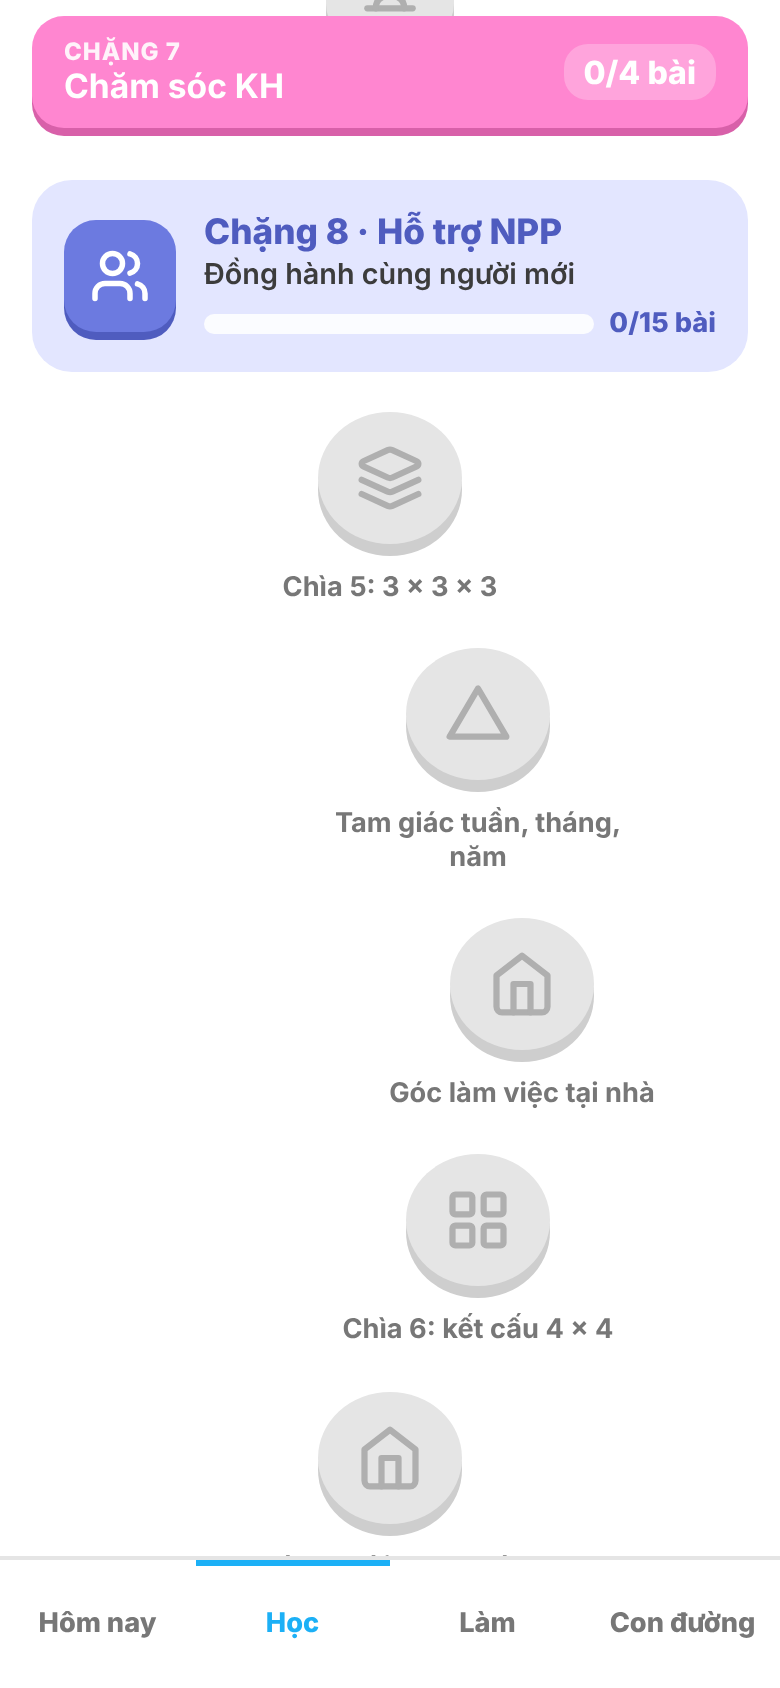 CHẶNG 7
Chăm sóc KH
0/4 bài
Chặng 8 · Hỗ trợ NPP
Đồng hành cùng người mới
0/15 bài
Chìa 5: 3 × 3 × 3
Tam giác tuần, tháng,
năm
Góc làm việc tại nhà
Chìa 6: kết cấu 4 × 4
Hôm nay
Học
Làm
Con đường